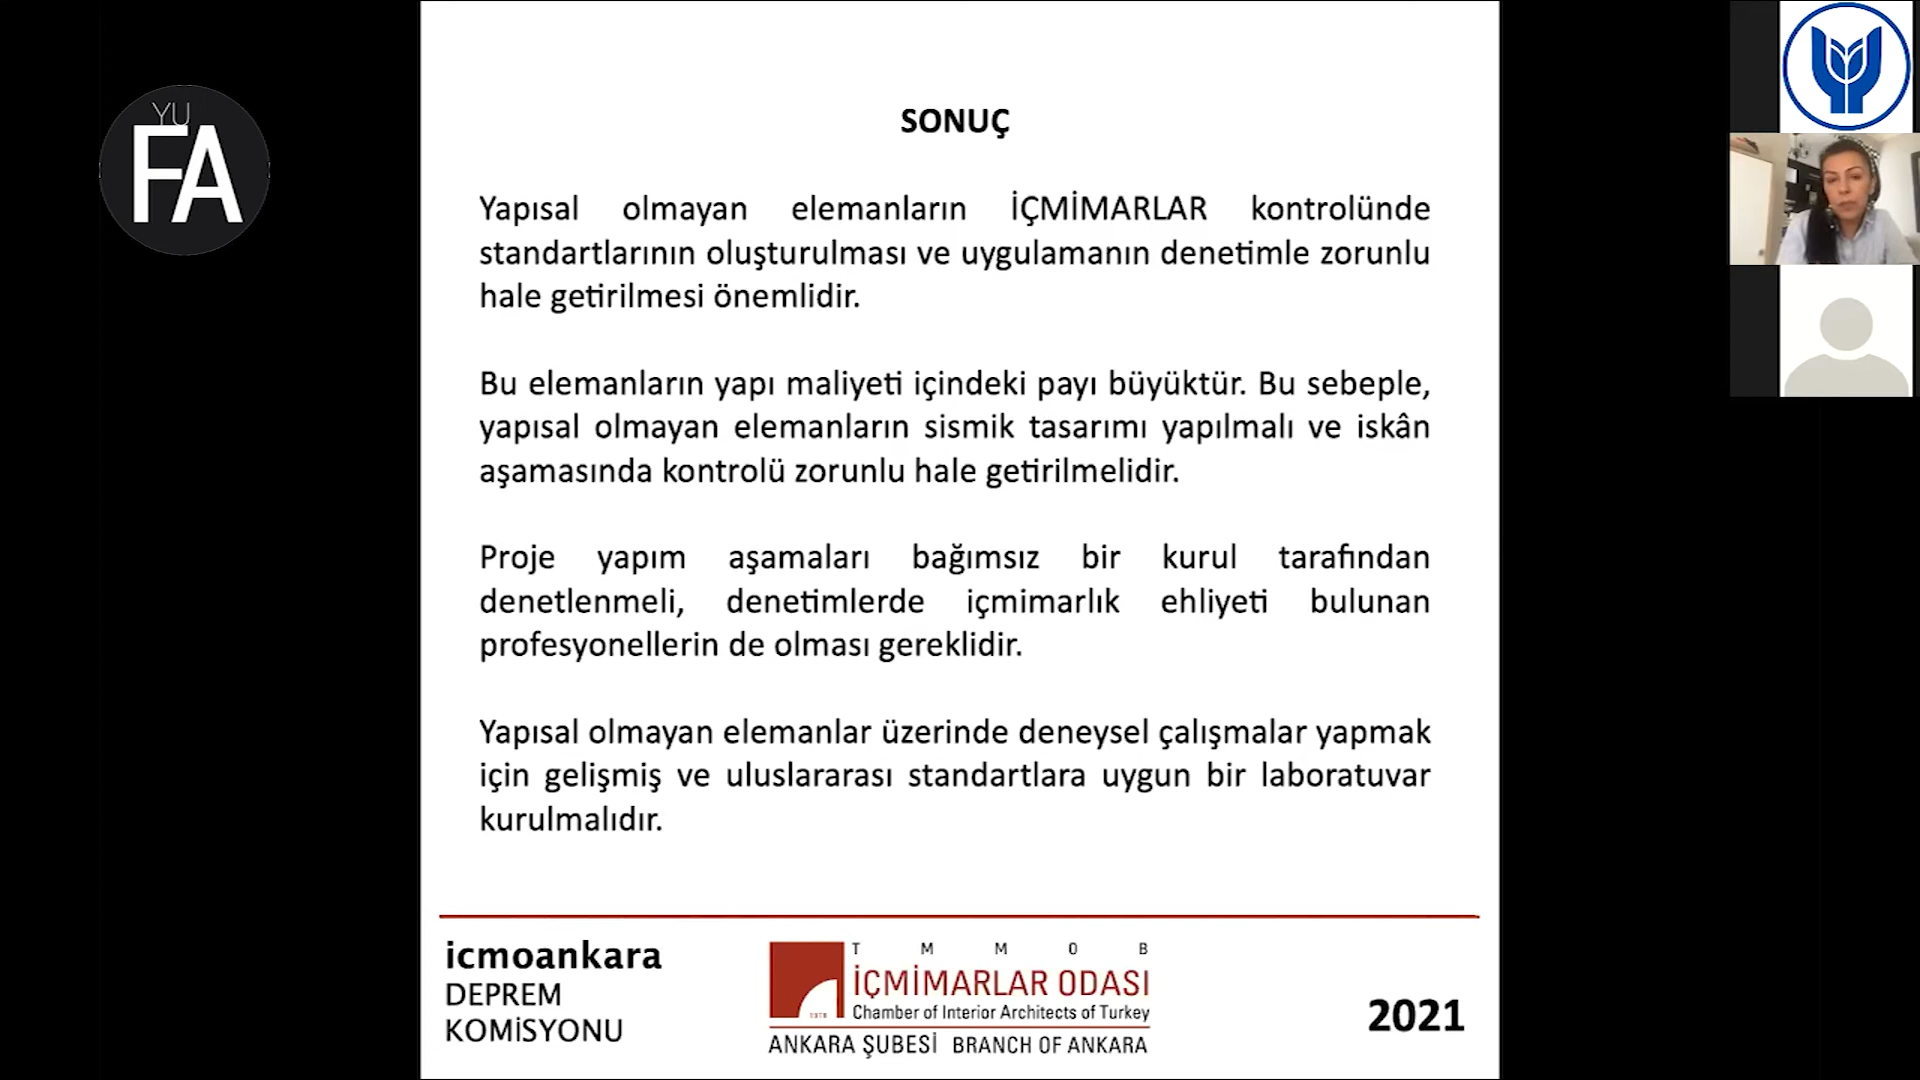 YU
FA
SONUÇ
Yapısal olmayan elemanların İÇMİMARLAR kontrolünde
standartlarının oluşturulması ve uygulamanın denetimle zorunlu
hale getirilmesi önemlidir.
Bu elemanların yapı maliyeti içindeki payı büyüktür. Bu sebeple,
yapısal olmayan elemanların sismik tasarımı yapılmalı ve iskân
aşamasında kontrolü zorunlu hale getirilmelidir.
Proje yapım aşamaları bağımsız bir kurul tarafından
denetlenmeli, denetimlerde içmimarlık ehliyeti bulunan
profesyonellerin de olması gereklidir.
Yapısal olmayan elemanlar üzerinde deneysel çalışmalar yapmak
için gelişmiş ve uluslararası standartlara uygun bir laboratuvar
kurulmalıdır.
icmoankara
DEPREM
KOMİSYONU
T M M O B
İÇMİMARLAR ODASI
Chamber of Interior Architects of Turkey
ANKARA ŞUBESİ BRANCH OF ANKARA
2021